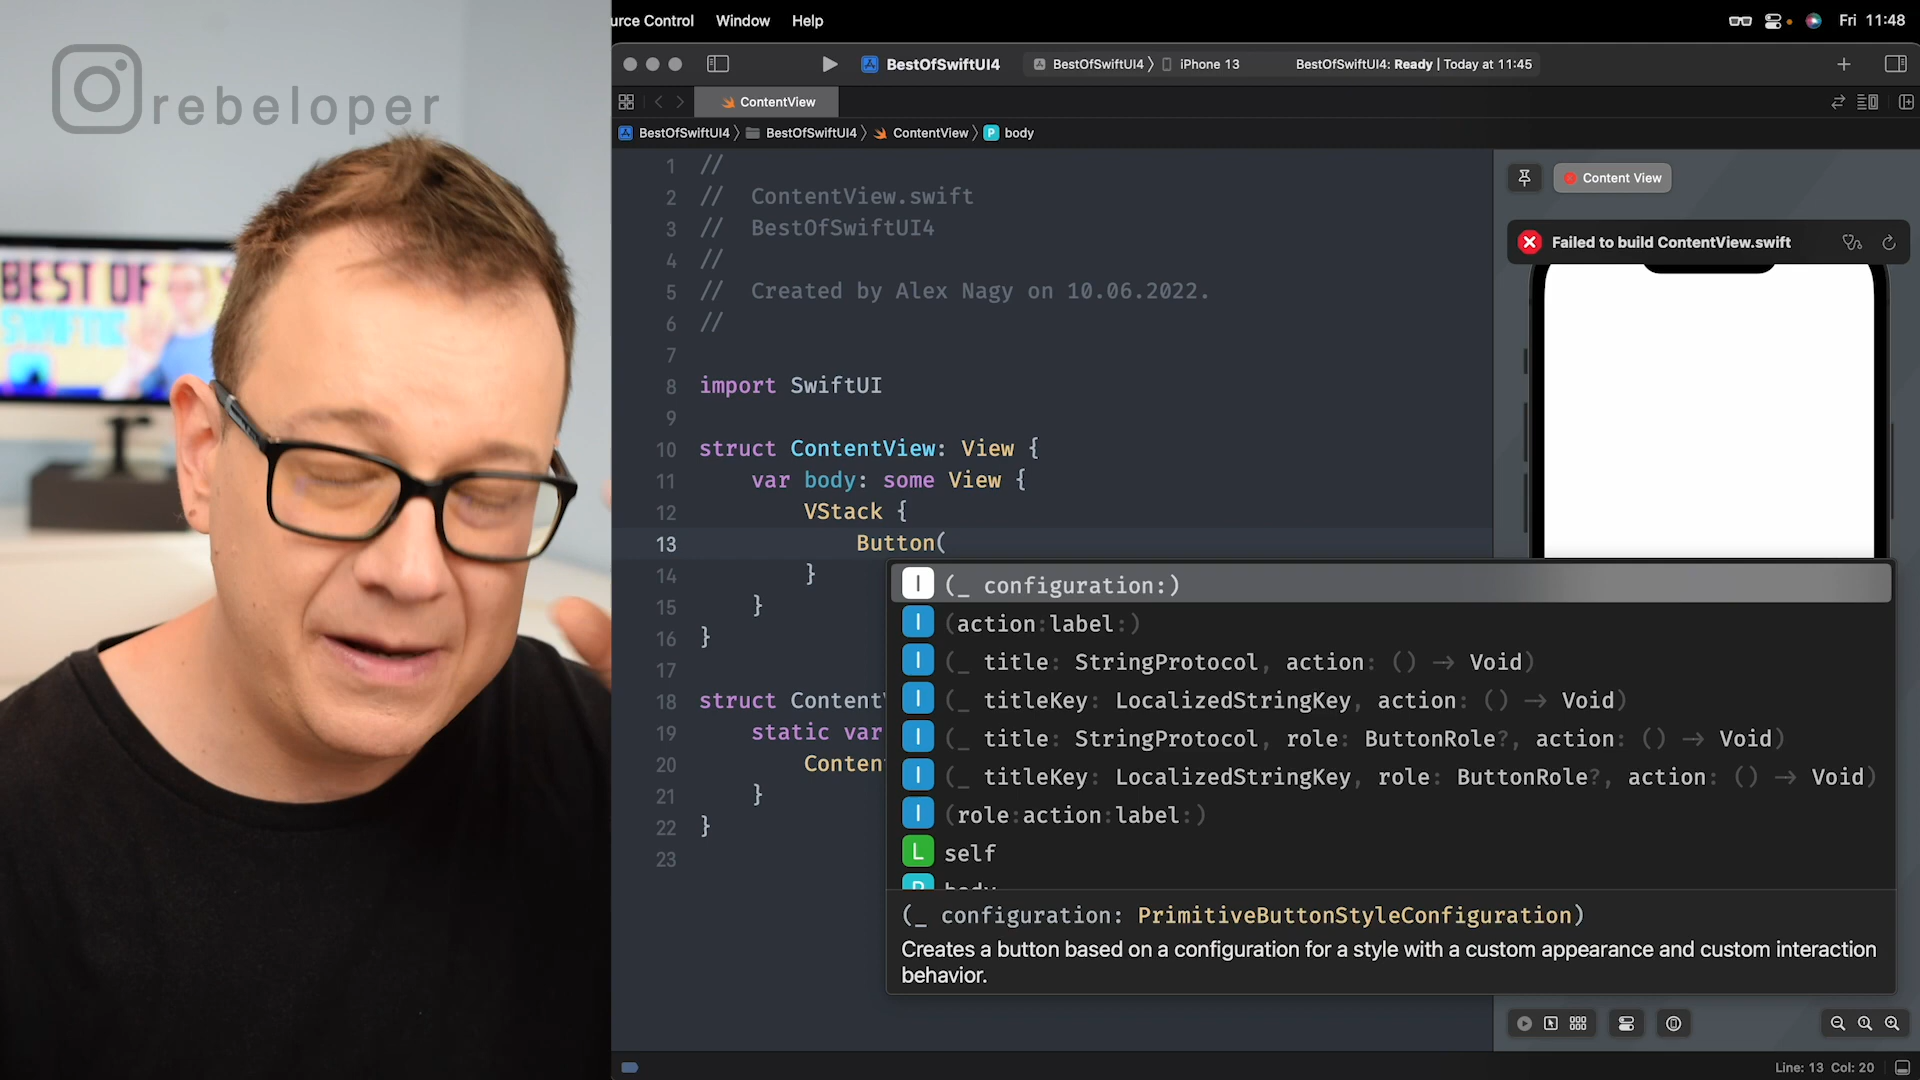 rebeloper
BEST OF
urce Control Window Help
Fri 11:48
BestOfSwiftUI4
BestOfSwiftUI4 〉 iPhone 13
BestOfSwiftUI4: Ready | Today at 11:45
ContentView
BestOfSwiftUI4 〉 BestOfSwiftUI4 〉 ContentView 〉 P body
1 //
2 // ContentView.swift
3 // BestOfSwiftUI4
4 //
5 // Created by Alex Nagy on 10.06.2022.
6 //
7
8 import SwiftUI
9
10 struct ContentView: View {
11 var body: some View {
12 VStack {
13 Button(
14 }
15 }
16 }
17
18 struct Content
19 static var
20 Conten
21 }
22 }
23
I (_ configuration:)
I (action:label:)
I (_ title: StringProtocol, action: () → Void)
I (_ titleKey: LocalizedStringKey, action: () → Void)
I (_ title: StringProtocol, role: ButtonRole?, action: () → Void)
I (_ titleKey: LocalizedStringKey, role: ButtonRole?, action: () → Void)
I (role:action:label:)
L self
(_ configuration: PrimitiveButtonStyleConfiguration)
Creates a button based on a configuration for a style with a custom appearance and custom interaction
behavior.
Content View
Failed to build ContentView.swift
Line: 13 Col: 20